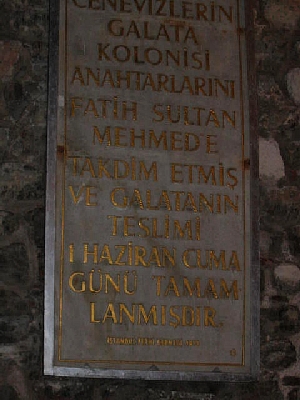 CENEVİZLERİN
GALATA
KOLONİSİ
ANAHTARLARINI
FATİH SULTAN
MEHMED'E
TAKDİM ETMİŞ
VE GALATANIN
TESLİMİ
1 HAZİRAN CUMA
GÜNÜ TAMAM
LANMIŞDIR.